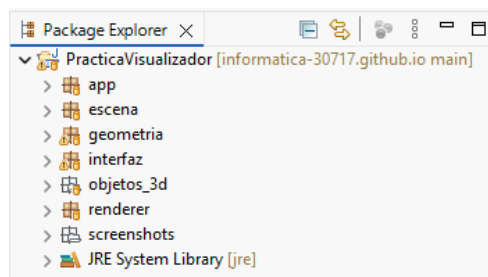 Package Explorer
PracticaVisualizador [informatica-30717.github.io main]
app
escena
geometria
interfaz
objetos_3d
renderer
screenshots
JRE System Library [jre]